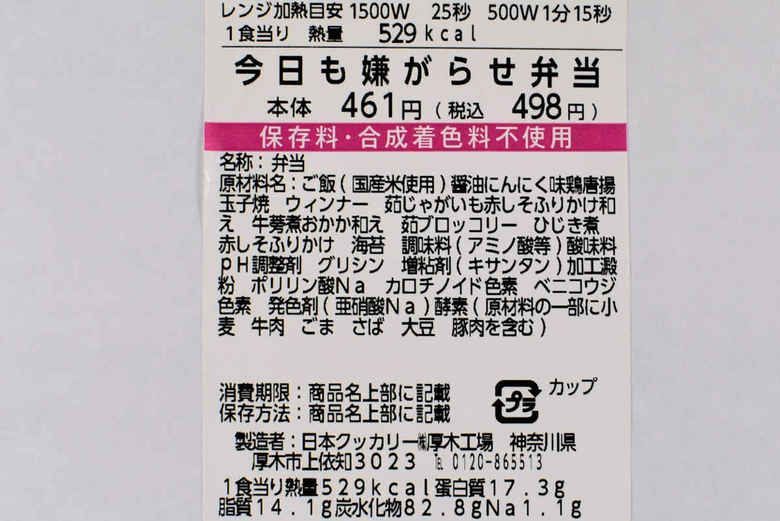 レンジ加熱目安 1500W 25秒 500W1分15秒
1食当り 熱量 529kcal
今日も嫌がらせ弁当
本体 461円(税込 498円)
保存料・合成着色料不使用
名称:弁当
原材料名:ご飯(国産米使用)醤油にんにく味鶏唐揚
玉子焼 ウィンナー 茹じゃがいも赤しそふりかけ和
え 牛蒡煮おかか和え 茹ブロッコリー ひじき煮
赤しそふりかけ 海苔 調味料(アミノ酸等)酸味料
pH調整剤 グリシン 増粘剤(キサンタン)加工澱
粉 ポリリン酸Na カロチノイド色素 ベニコウジ
色素 発色剤(亜硝酸Na)酵素(原材料の一部に小
麦 牛肉 ごま さば 大豆 豚肉を含む)
消費期限:商品名上部に記載
保存方法:商品名上部に記載
プラ カップ
製造者:日本クッカリー㈱厚木工場 神奈川県
厚木市上依知3023 ℡0120-865513
1食当り熱量529kcal蛋白質17.3g
脂質14.1g炭水化物82.8gNa1.1g